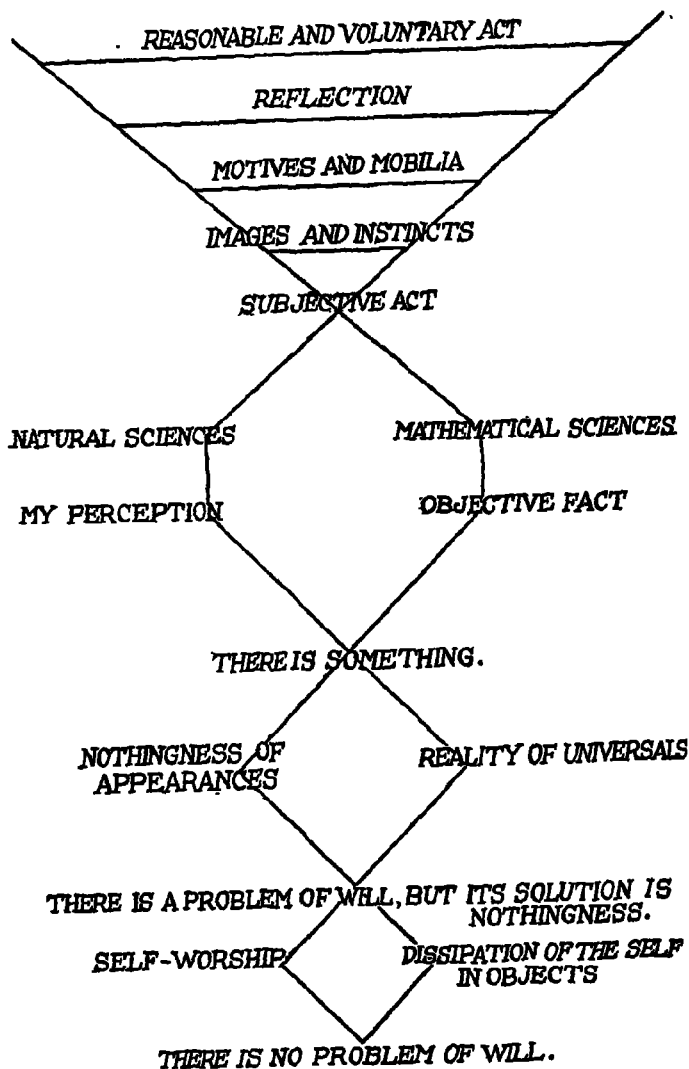 REASONABLE AND VOLUNTARY ACT
REFLECTION
MOTIVES AND MOBILIA
IMAGES AND INSTINCTS
SUBJECTIVE ACT
NATURAL SCIENCES
MATHEMATICAL SCIENCES
MY PERCEPTION
OBJECTIVE FACT
THERE IS SOMETHING.
NOTHINGNESS OF
APPEARANCES
REALITY OF UNIVERSALS
THERE IS A PROBLEM OF WILL, BUT ITS SOLUTION IS
NOTHINGNESS.
SELF-WORSHIP
DISSIPATION OF THE SELF
IN OBJECTS
THERE IS NO PROBLEM OF WILL.